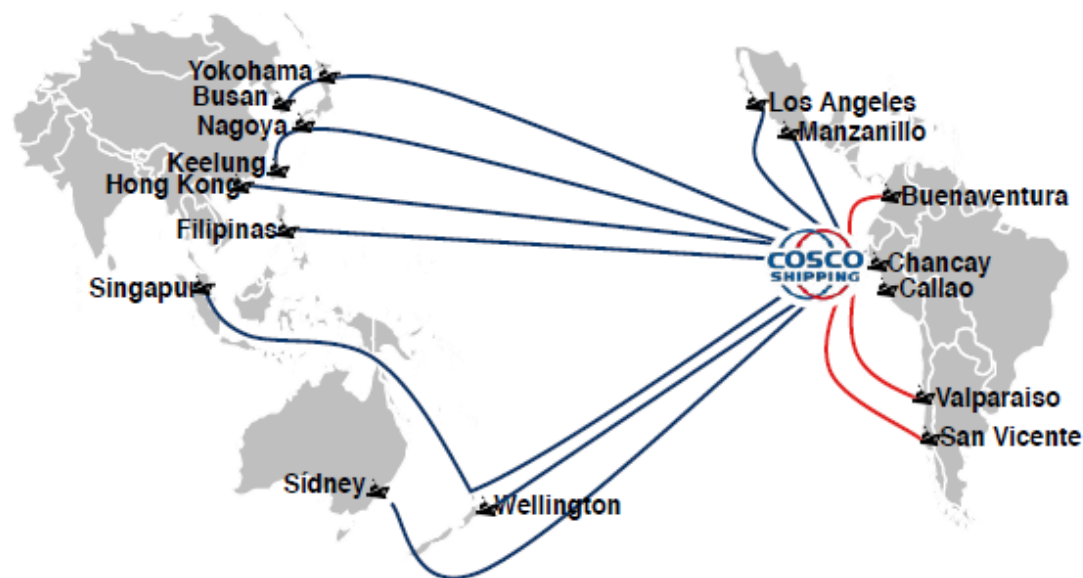 Yokohama
Busan
Nagoya
Keelung
Hong Kong
Filipinas
Singapur
Sídney
Wellington
Los Angeles
Manzanillo
Buenaventura
COSCO
SHIPPING
Chancay
Callao
Valparaiso
San Vicente